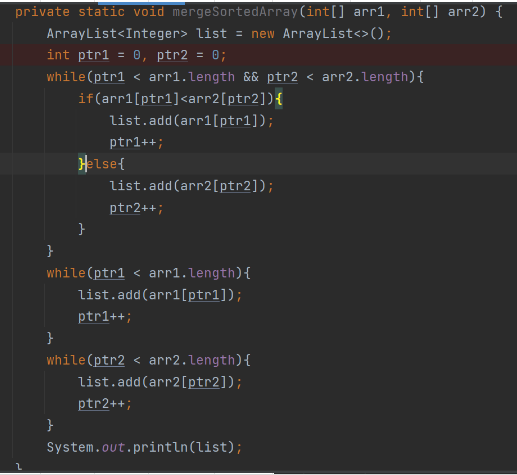 private static void mergeSortedArray(int[] arr1, int[] arr2) {
ArrayList<Integer> list = new ArrayList<>();
int ptr1 = 0, ptr2 = 0;
while(ptr1 < arr1.length && ptr2 < arr2.length){
if(arr1[ptr1]<arr2[ptr2]){
list.add(arr1[ptr1]);
ptr1++;
}else{
list.add(arr2[ptr2]);
ptr2++;
}
}
while(ptr1 < arr1.length){
list.add(arr1[ptr1]);
ptr1++;
}
while(ptr2 < arr2.length){
list.add(arr2[ptr2]);
ptr2++;
}
System.out.println(list);
}